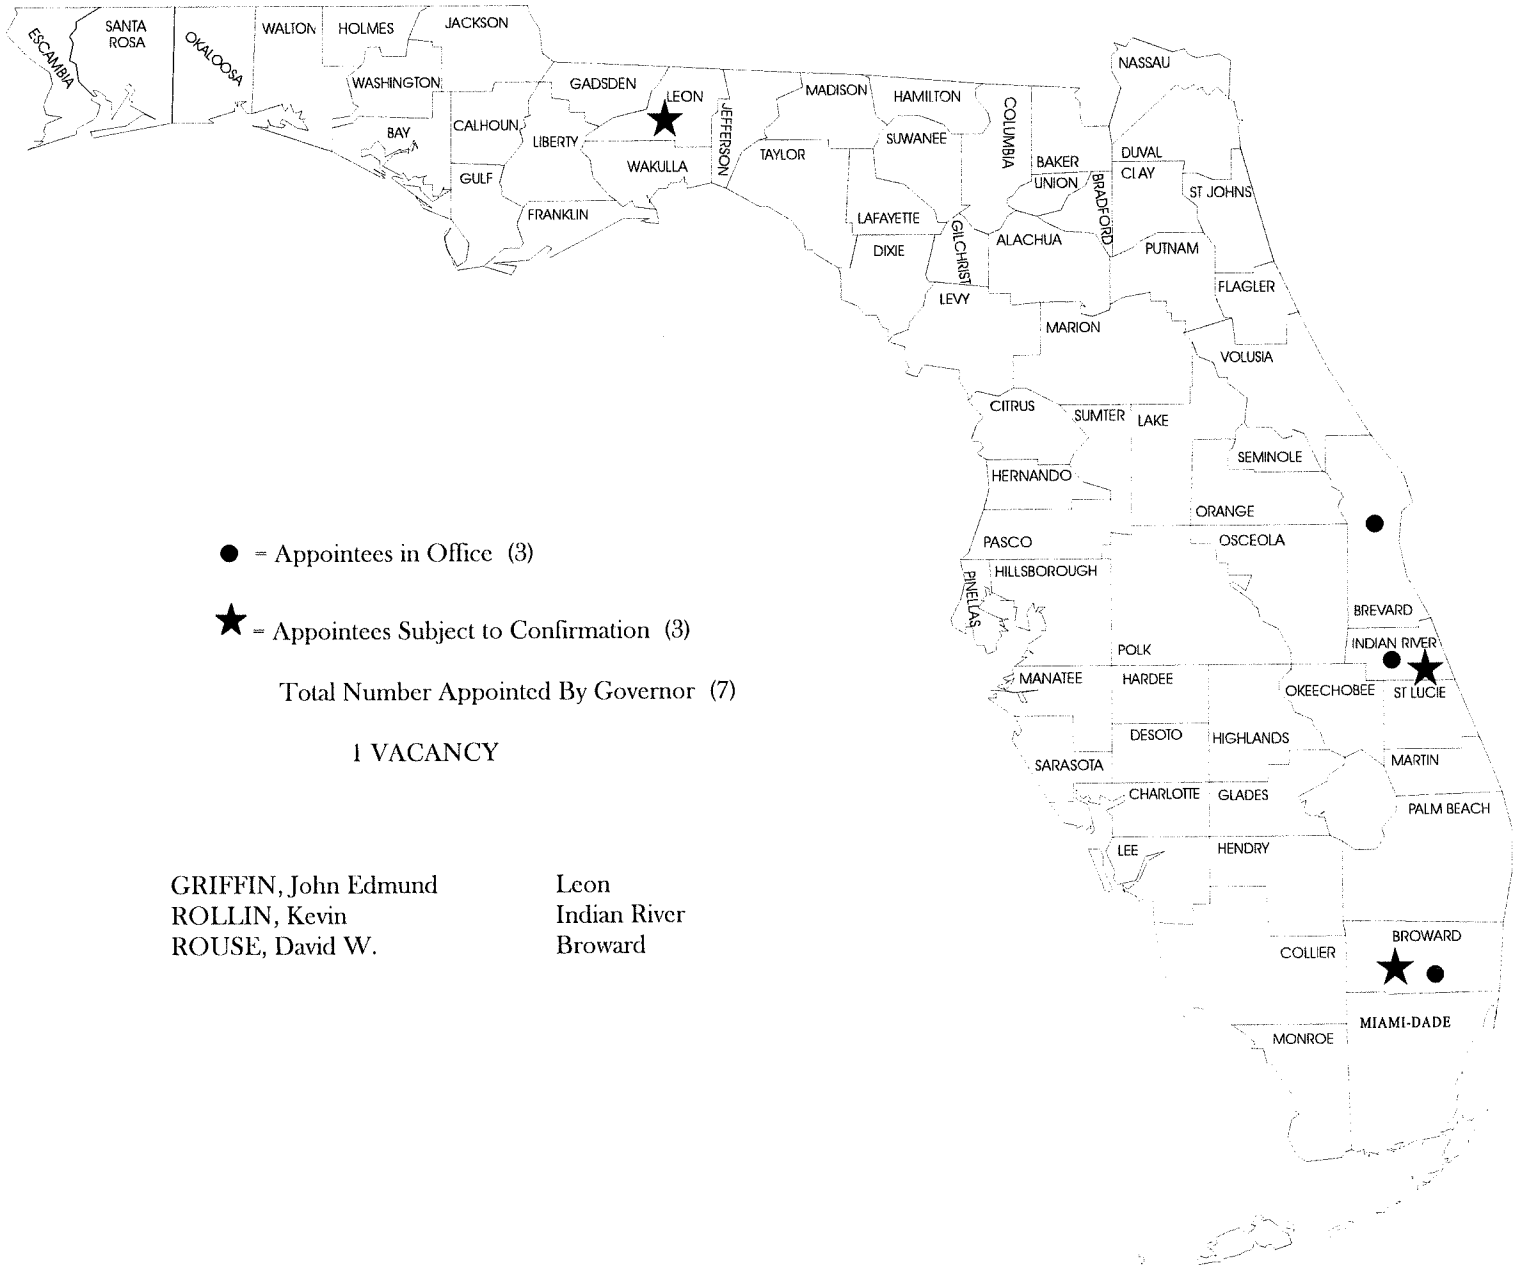 ESCAMBIA
SANTA
ROSA
OKALOOSA
WALTON
HOLMES
JACKSON
WASHINGTON
BAY
CALHOUN
GULF
LIBERTY
GADSDEN
FRANKLIN
LEON
WAKULLA
JEFFERSON
MADISON
TAYLOR
HAMILTON
SUWANEE
LAFAYETTE
DIXIE
COLUMBIA
GILCHRIST
LEVY
BAKER
UNION
BRADFORD
ALACHUA
NASSAU
DUVAL
CLAY
ST JOHNS
PUTNAM
FLAGLER
MARION
VOLUSIA
CITRUS
SUMTER
LAKE
SEMINOLE
HERNANDO
ORANGE
PASCO
OSCEOLA
HILLSBOROUGH
PINELLAS
BREVARD
INDIAN RIVER
POLK
MANATEE
HARDEE
OKEECHOBEE
ST LUCIE
DESOTO
HIGHLANDS
SARASOTA
MARTIN
CHARLOTTE
GLADES
PALM BEACH
LEE
HENDRY
BROWARD
COLLIER
MIAMI-DADE
MONROE
= Appointees in Office (3)
= Appointees Subject to Confirmation (3)
Total Number Appointed By Governor (7)
1 VACANCY
GRIFFIN, John Edmund Leon
ROLLIN, Kevin Indian River
ROUSE, David W. Broward